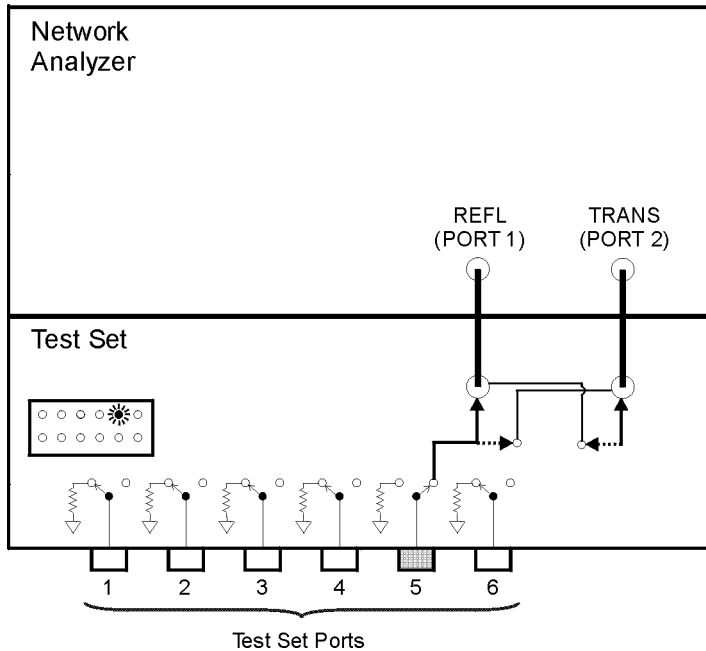 Network
Analyzer
REFL
(PORT 1)
TRANS
(PORT 2)
Test Set
1 2 3 4 5 6
Test Set Ports